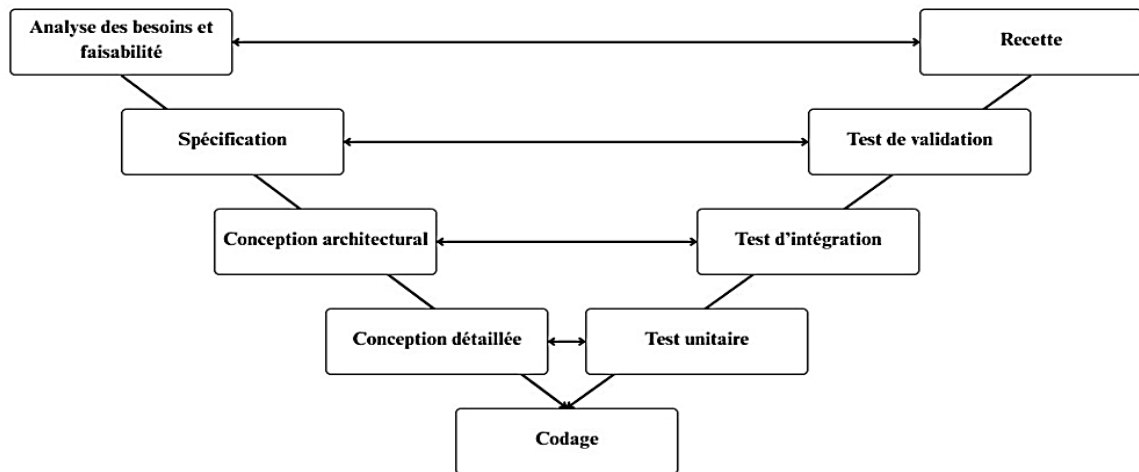 Analyse des besoins et
faisabilité
Recette
Spécification
Test de validation
Conception architectural
Test d'intégration
Conception détaillée
Test unitaire
Codage